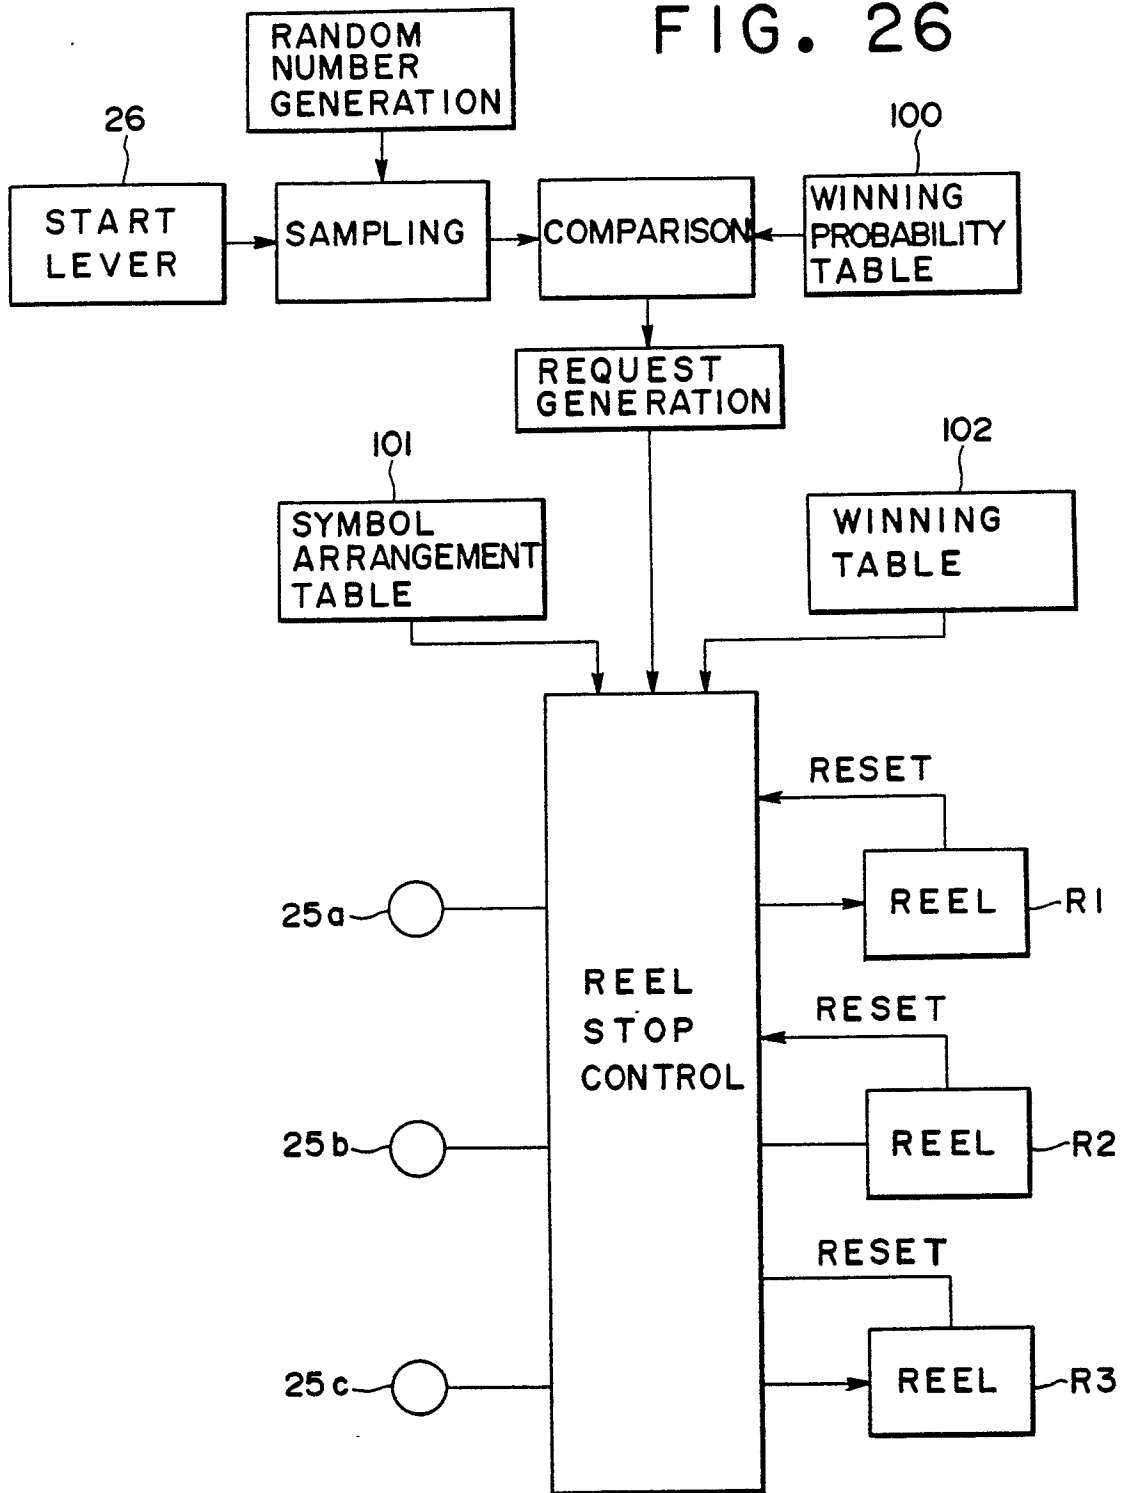 FIG. 26
RANDOM
NUMBER
GENERATION
26
100
START
LEVER
SAMPLING
COMPARISON
WINNING
PROBABILITY
TABLE
REQUEST
GENERATION
101
102
SYMBOL
ARRANGEMENT
TABLE
WINNING
TABLE
RESET
25a
REEL
R1
REEL
STOP
CONTROL
RESET
25b
REEL
R2
RESET
25c
REEL
R3